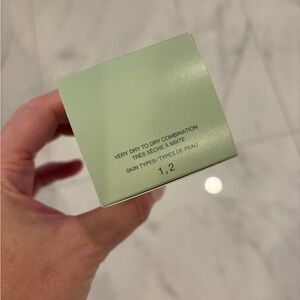 VERY DRY TO DRY COMBINATION
TRÈS SÈCHE À MIXTE
SKIN TYPES/TYPES DE PEAU
1,2